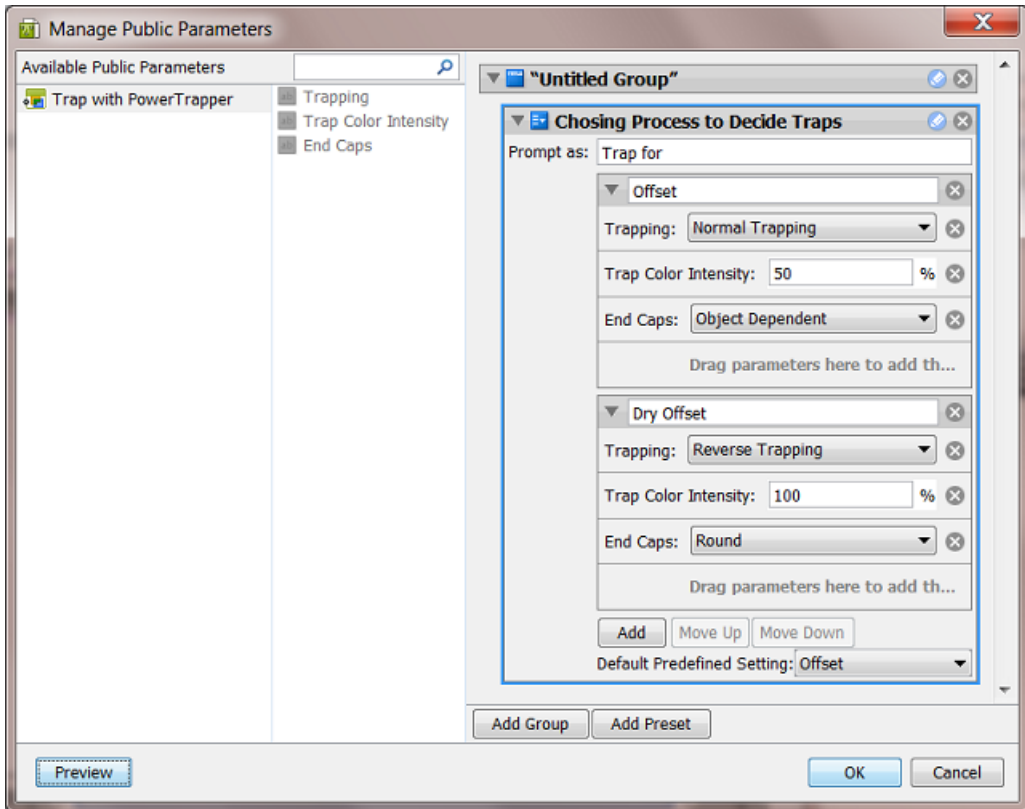 Manage Public Parameters
Available Public Parameters
Trap with PowerTrapper
Trapping
Trap Color Intensity
End Caps
"Untitled Group"
Chosing Process to Decide Traps
Prompt as: Trap for
Offset
Trapping: Normal Trapping
Trap Color Intensity: 50 %
End Caps: Object Dependent
Drag parameters here to add th...
Dry Offset
Trapping: Reverse Trapping
Trap Color Intensity: 100 %
End Caps: Round
Drag parameters here to add th...
Add Move Up Move Down
Default Predefined Setting: Offset
Add Group Add Preset
Preview OK Cancel